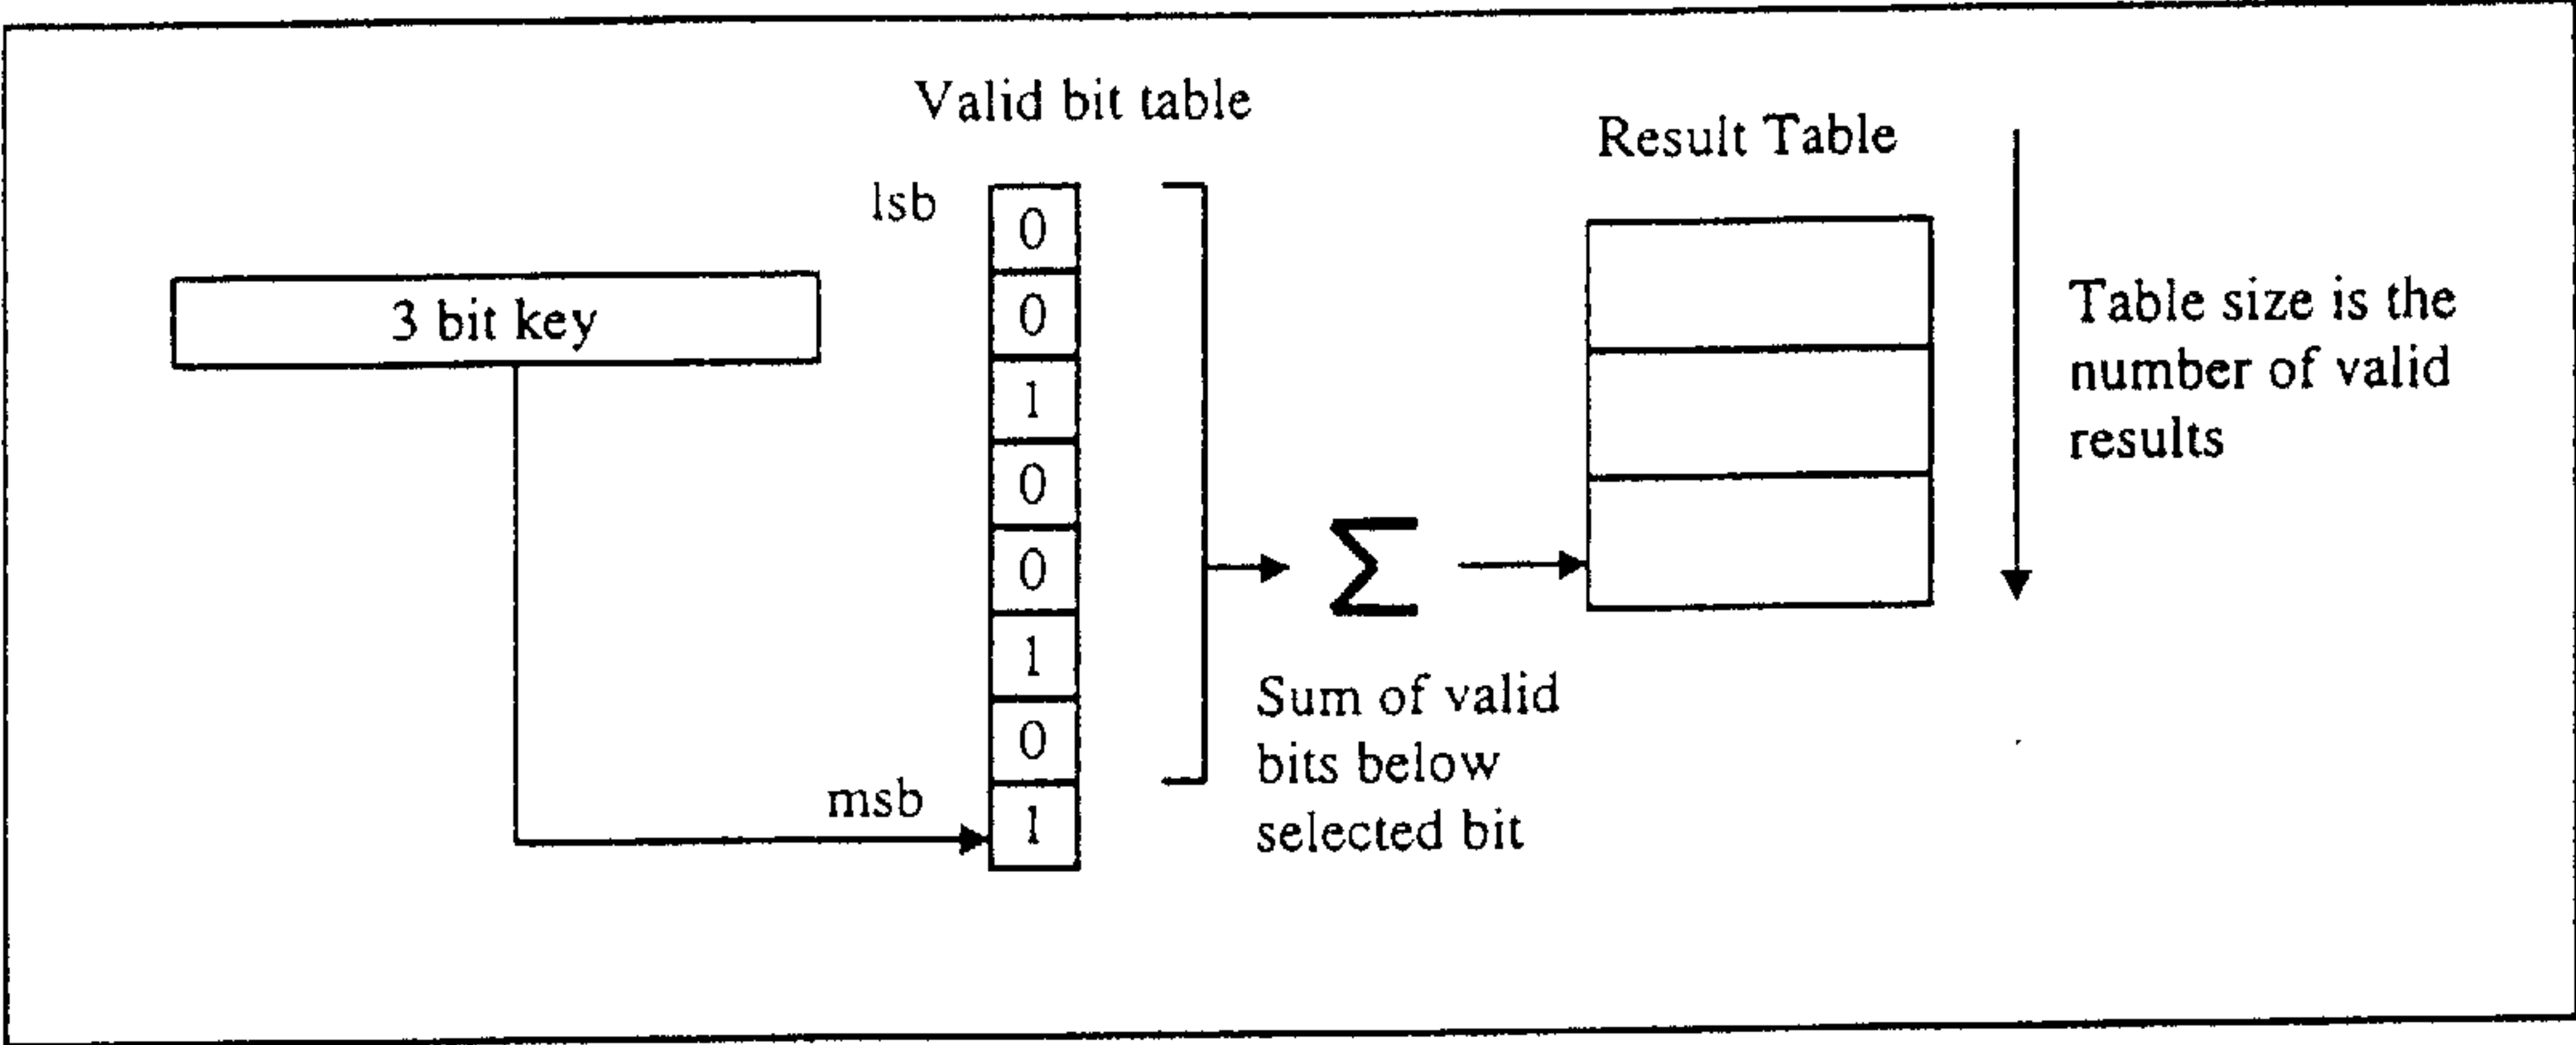 Valid bit table
Result Table
lsb
0
3 bit key
0
Table size is the
number of valid
results
1
0
0
Σ
1
Sum of valid
bits below
selected bit
0
msb
1